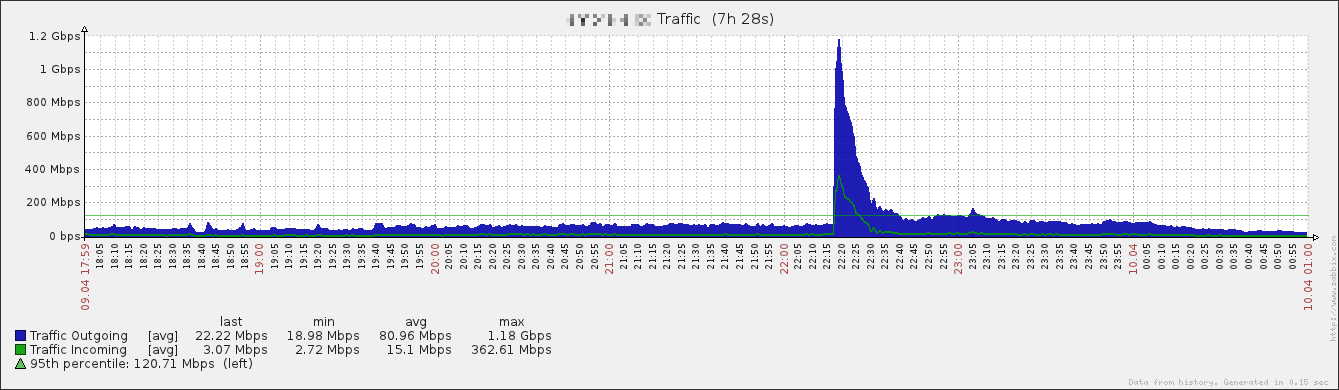 Traffic (7h 28s)
1.2 Gbps
1 Gbps
800 Mbps
600 Mbps
400 Mbps
200 Mbps
0 bps
09.04 17:59 18:05 18:10 18:15 18:20 18:25 18:30 18:35 18:40 18:45 18:50 18:55 19:00 19:05 19:10 19:15 19:20 19:25 19:30 19:35 19:40 19:45 19:50 19:55 20:00 20:05 20:10 20:15 20:20 20:25 20:30 20:35 20:40 20:45 20:50 20:55 21:00 21:05 21:10 21:15 21:20 21:25 21:30 21:35 21:40 21:45 21:50 21:55 22:00 22:05 22:10 22:15 22:20 22:25 22:30 22:35 22:40 22:45 22:50 22:55 23:00 23:05 23:10 23:15 23:20 23:25 23:30 23:35 23:40 23:45 23:50 23:55 10.04 00:05 00:10 00:15 00:20 00:25 00:30 00:35 00:40 00:45 00:50 00:55 10.04 01:00
last min avg max
Traffic Outgoing [avg] 22.22 Mbps 18.98 Mbps 80.96 Mbps 1.18 Gbps
Traffic Incoming [avg] 3.07 Mbps 2.72 Mbps 15.1 Mbps 362.61 Mbps
95th percentile: 120.71 Mbps (left)
http://www.zabbix.com
Data from history. Generated in 0.15 sec